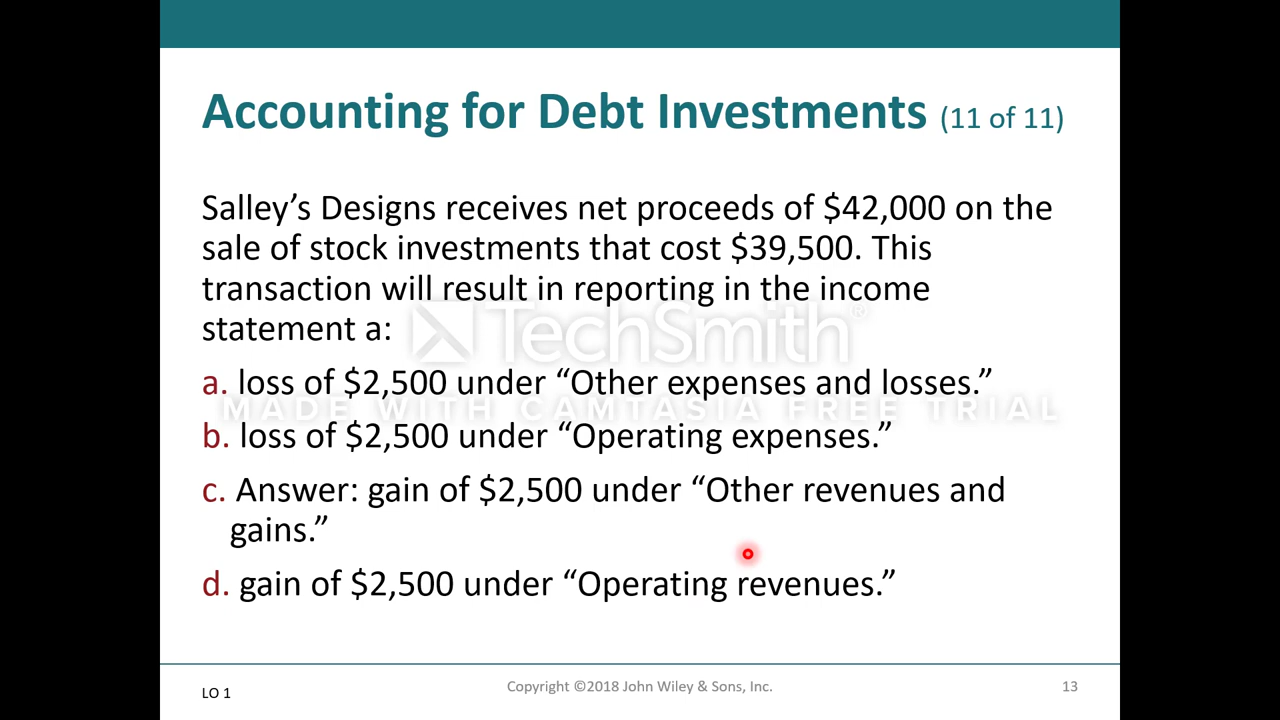 Accounting for Debt Investments (11 of 11)
Salley’s Designs receives net proceeds of $42,000 on the
sale of stock investments that cost $39,500. This
transaction will result in reporting in the income
statement a:
TechSmith®
a. loss of $2,500 under “Other expenses and losses.”
MADE WITH CAMTASIA FREE TRIAL
b. loss of $2,500 under “Operating expenses.”
c. Answer: gain of $2,500 under “Other revenues and
gains.”
d. gain of $2,500 under “Operating revenues.”
LO 1
Copyright ©2018 John Wiley & Sons, Inc.
13